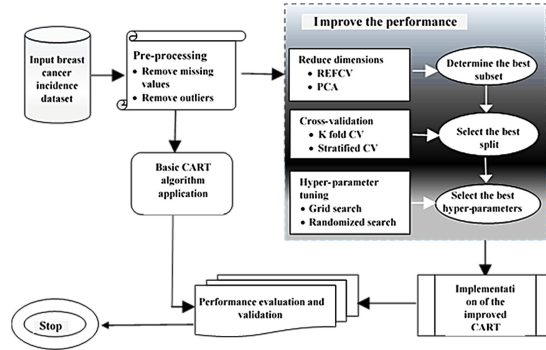 Improve the performance
Input breast
cancer
incidence
dataset
Pre-processing
• Remove missing
values
• Remove outliers
Reduce dimensions
• REFCV
• PCA
Determine the best
subset
Cross-validation
• K fold CV
• Stratified CV
Select the best
split
Hyper-parameter
tuning
• Grid search
• Randomized search
Select the best
hyper-parameters
Basic CART
algorithm
application
Implementati
on of the
improved
CART
Performance evaluation and
validation
Stop